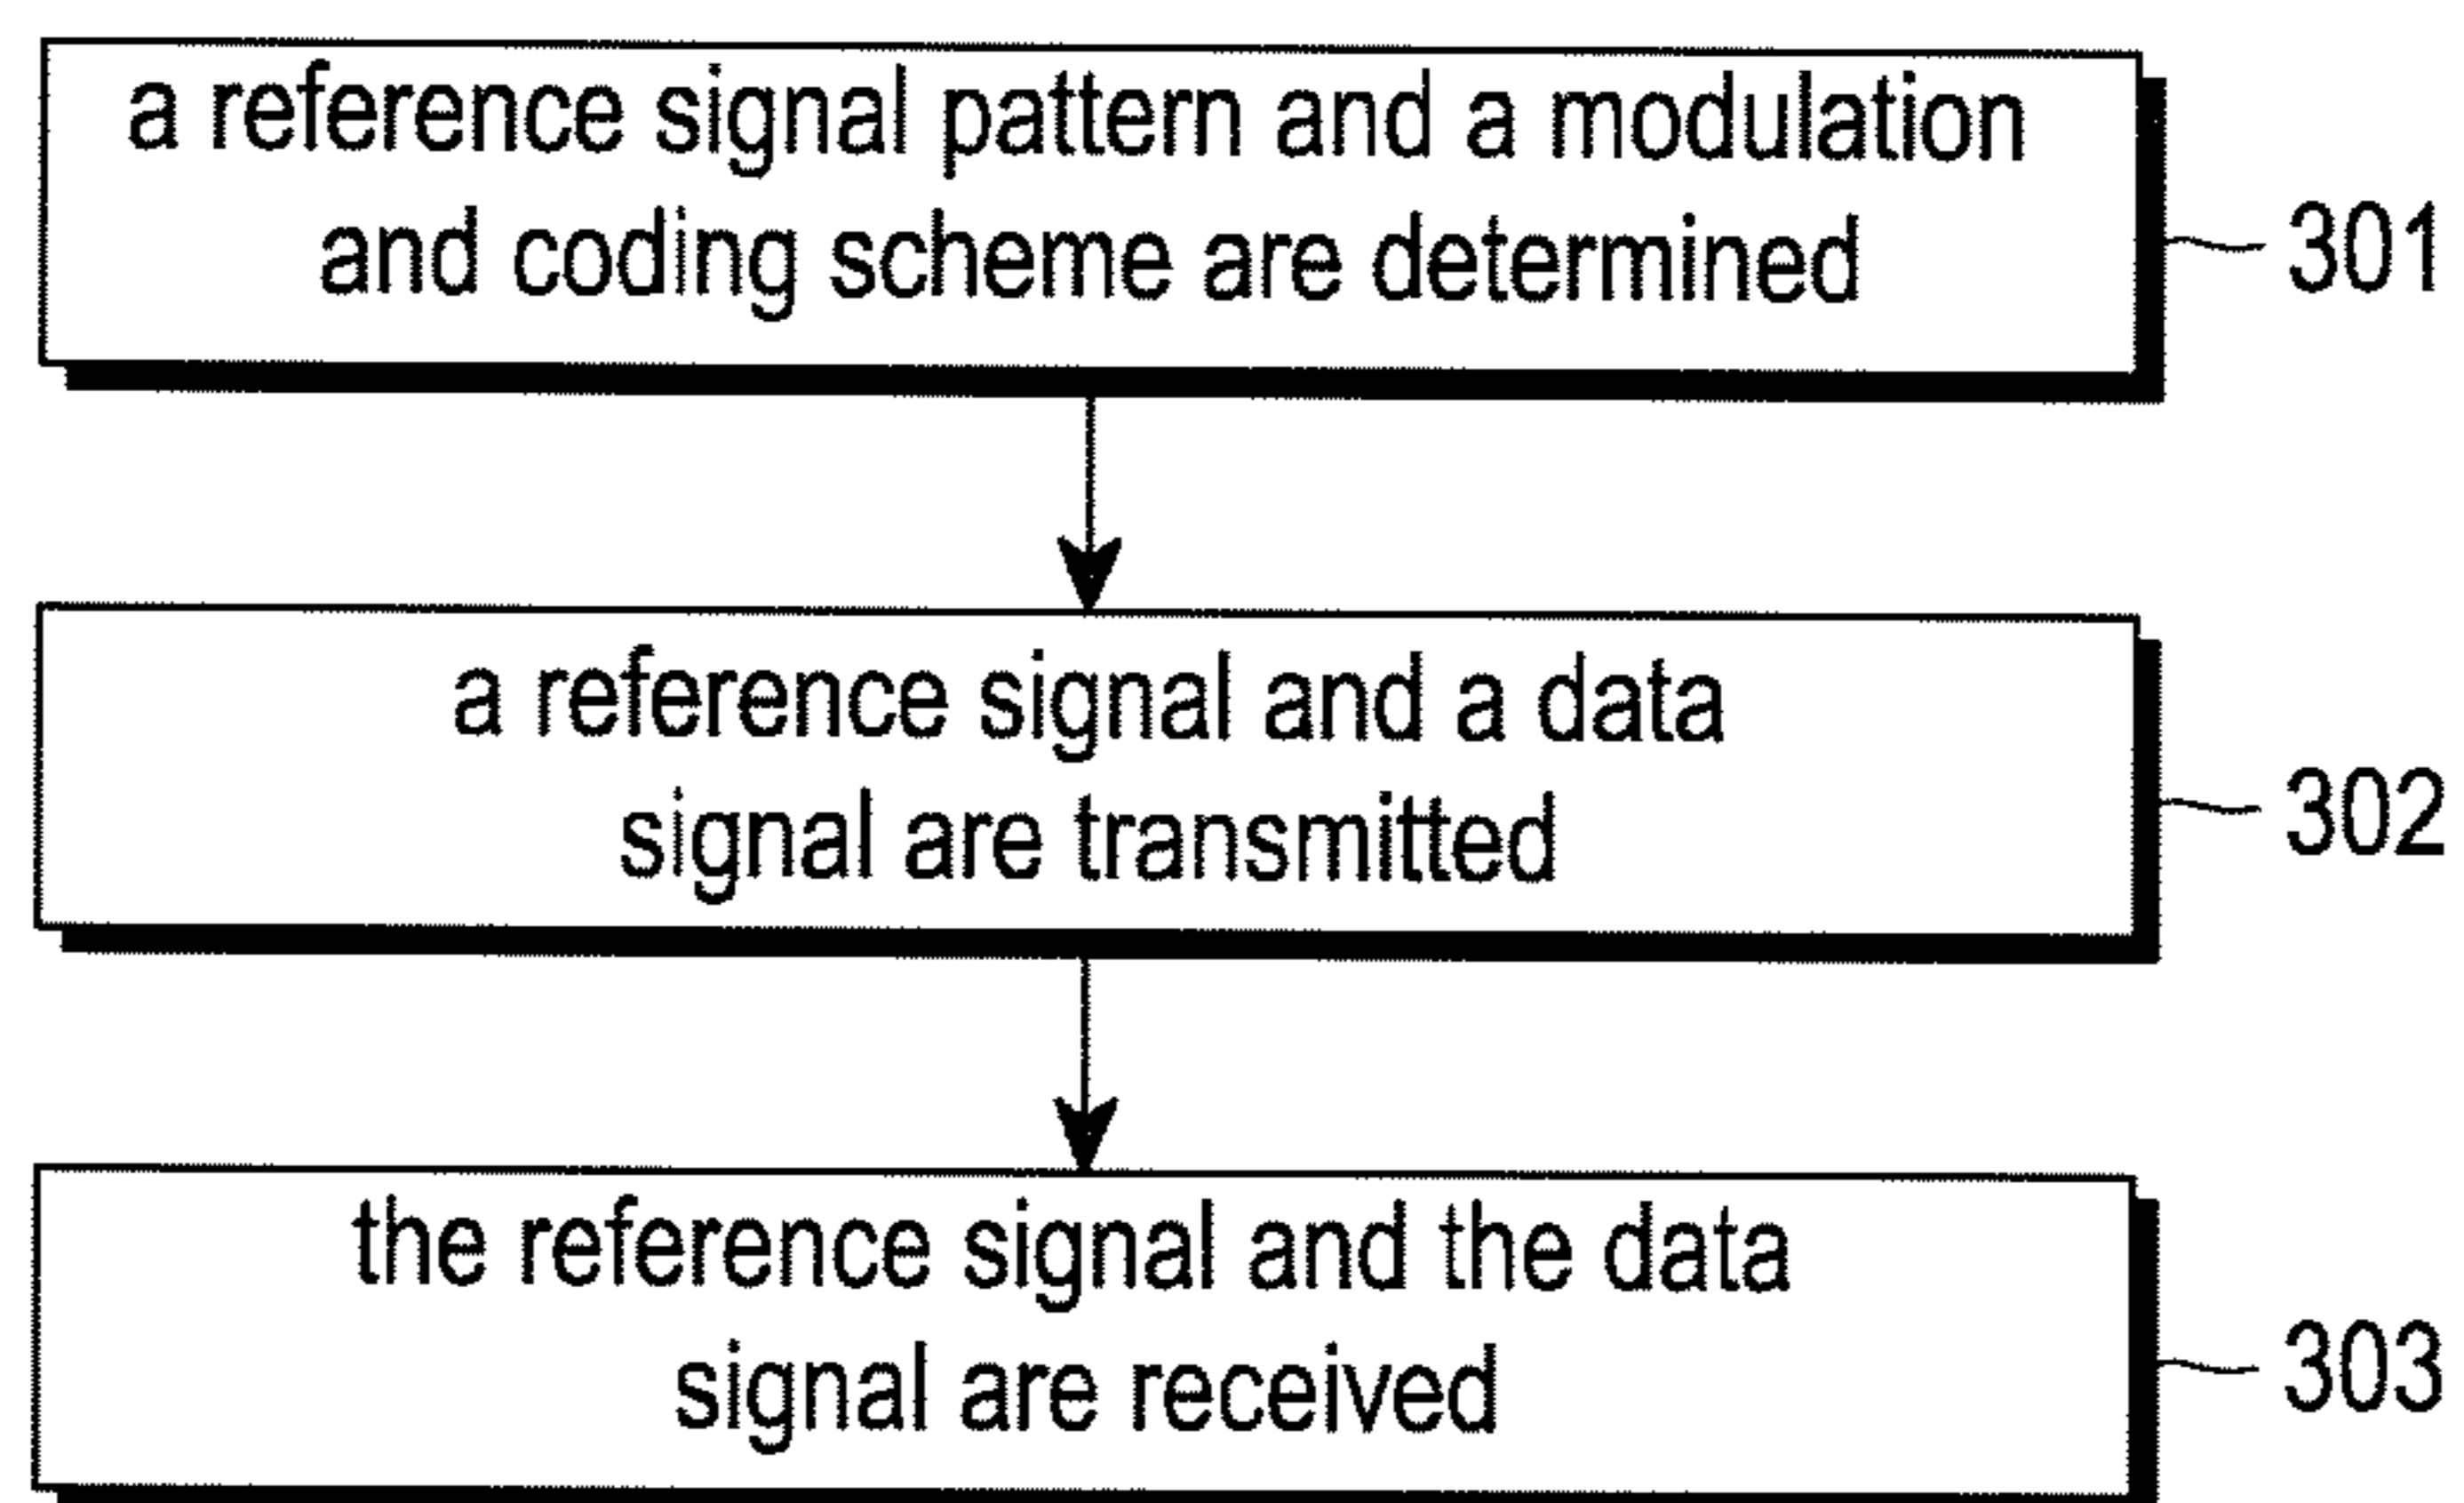 a reference signal pattern and a modulation
and coding scheme are determined
301
a reference signal and a data
signal are transmitted
302
the reference signal and the data
signal are received
303